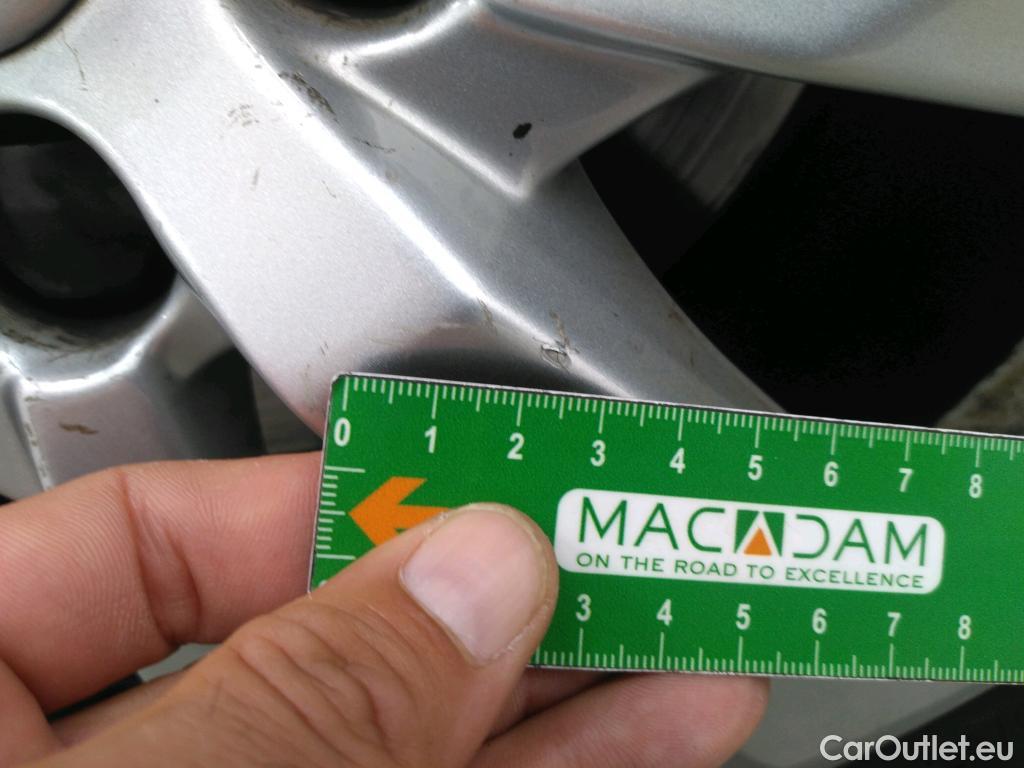 0 1 2 3 4 5 6 7 8
MACADAM
ON THE ROAD TO EXCELLENCE
3 4 5 6 7 8
CarOutlet.eu